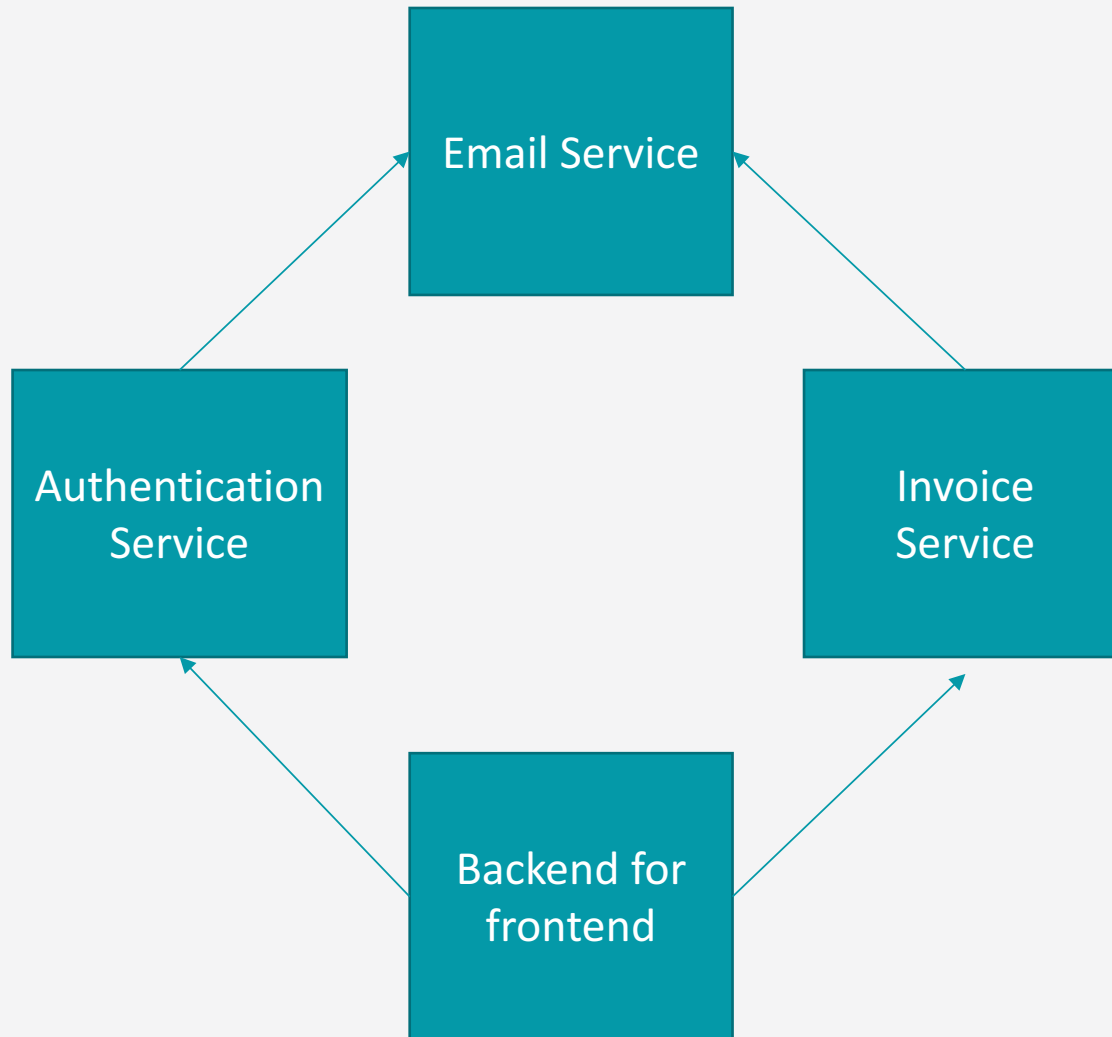 Email Service
Authentication
Service
Invoice
Service
Backend for
frontend